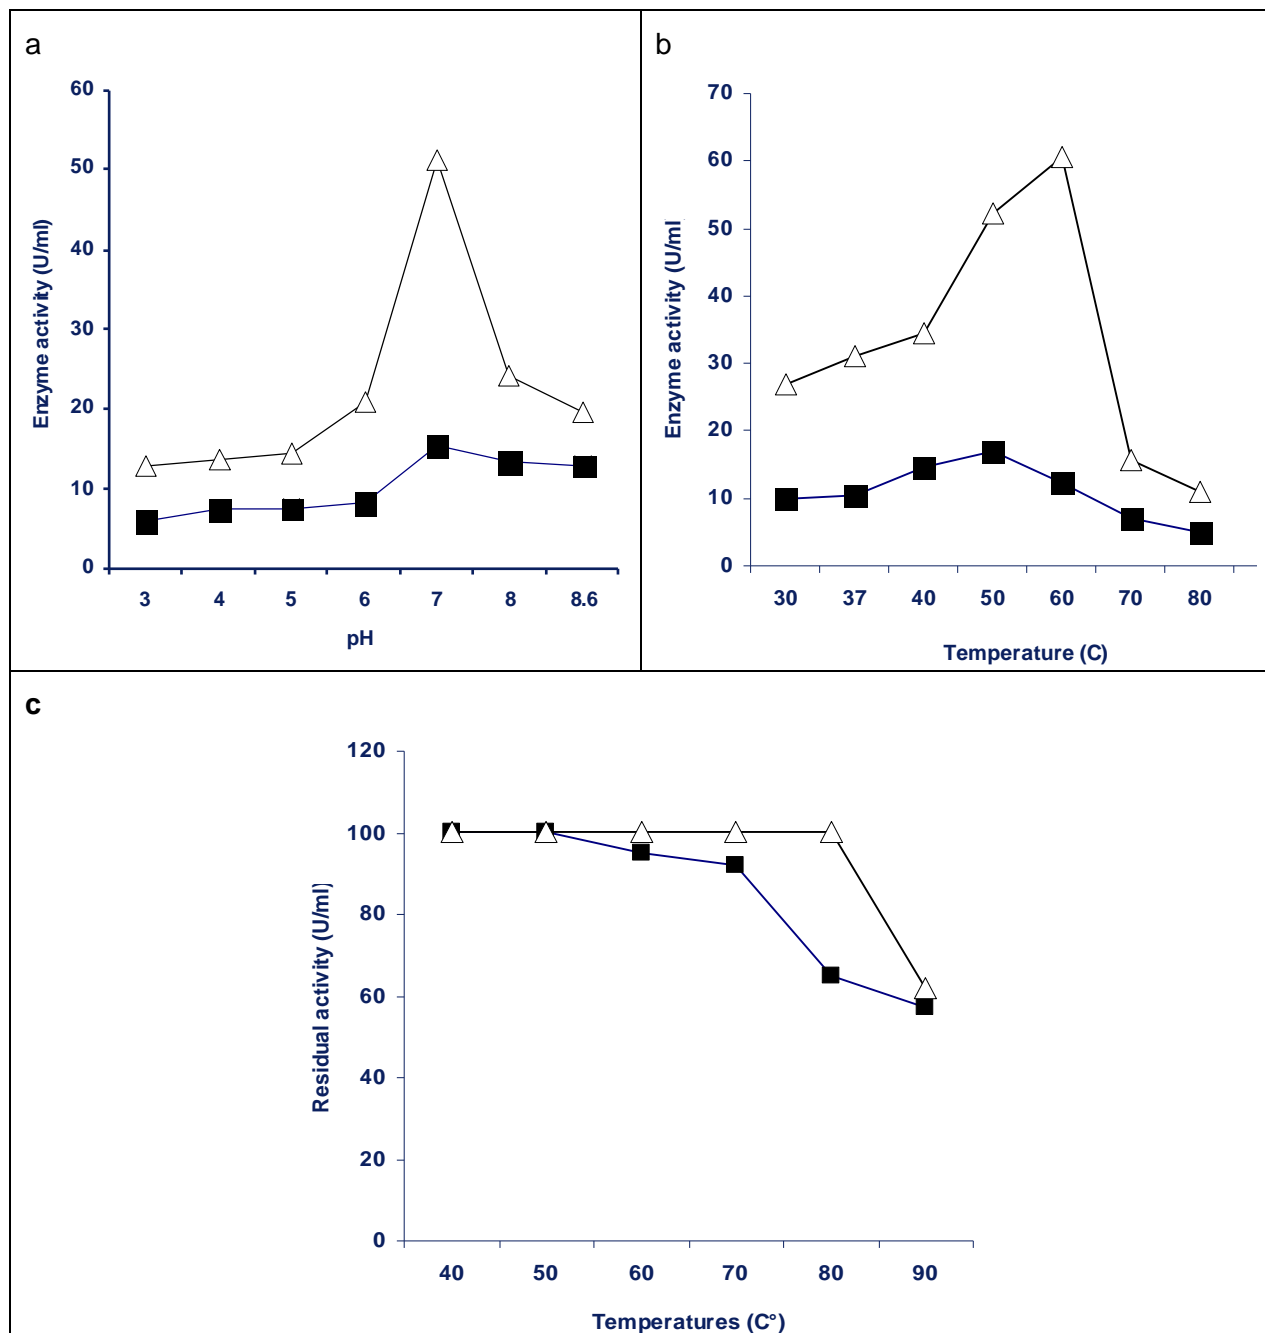 a
60
50
40
30
20
10
0
Enzyme activity (U/ml)
3 4 5 6 7 8 8.6
pH
b
70
60
50
40
30
20
10
0
Enzyme activity (U/ml
30 37 40 50 60 70 80
Temperature (C)
c
120
100
80
60
40
20
0
Residual activity (U/ml)
40 50 60 70 80 90
Temperatures (C°)